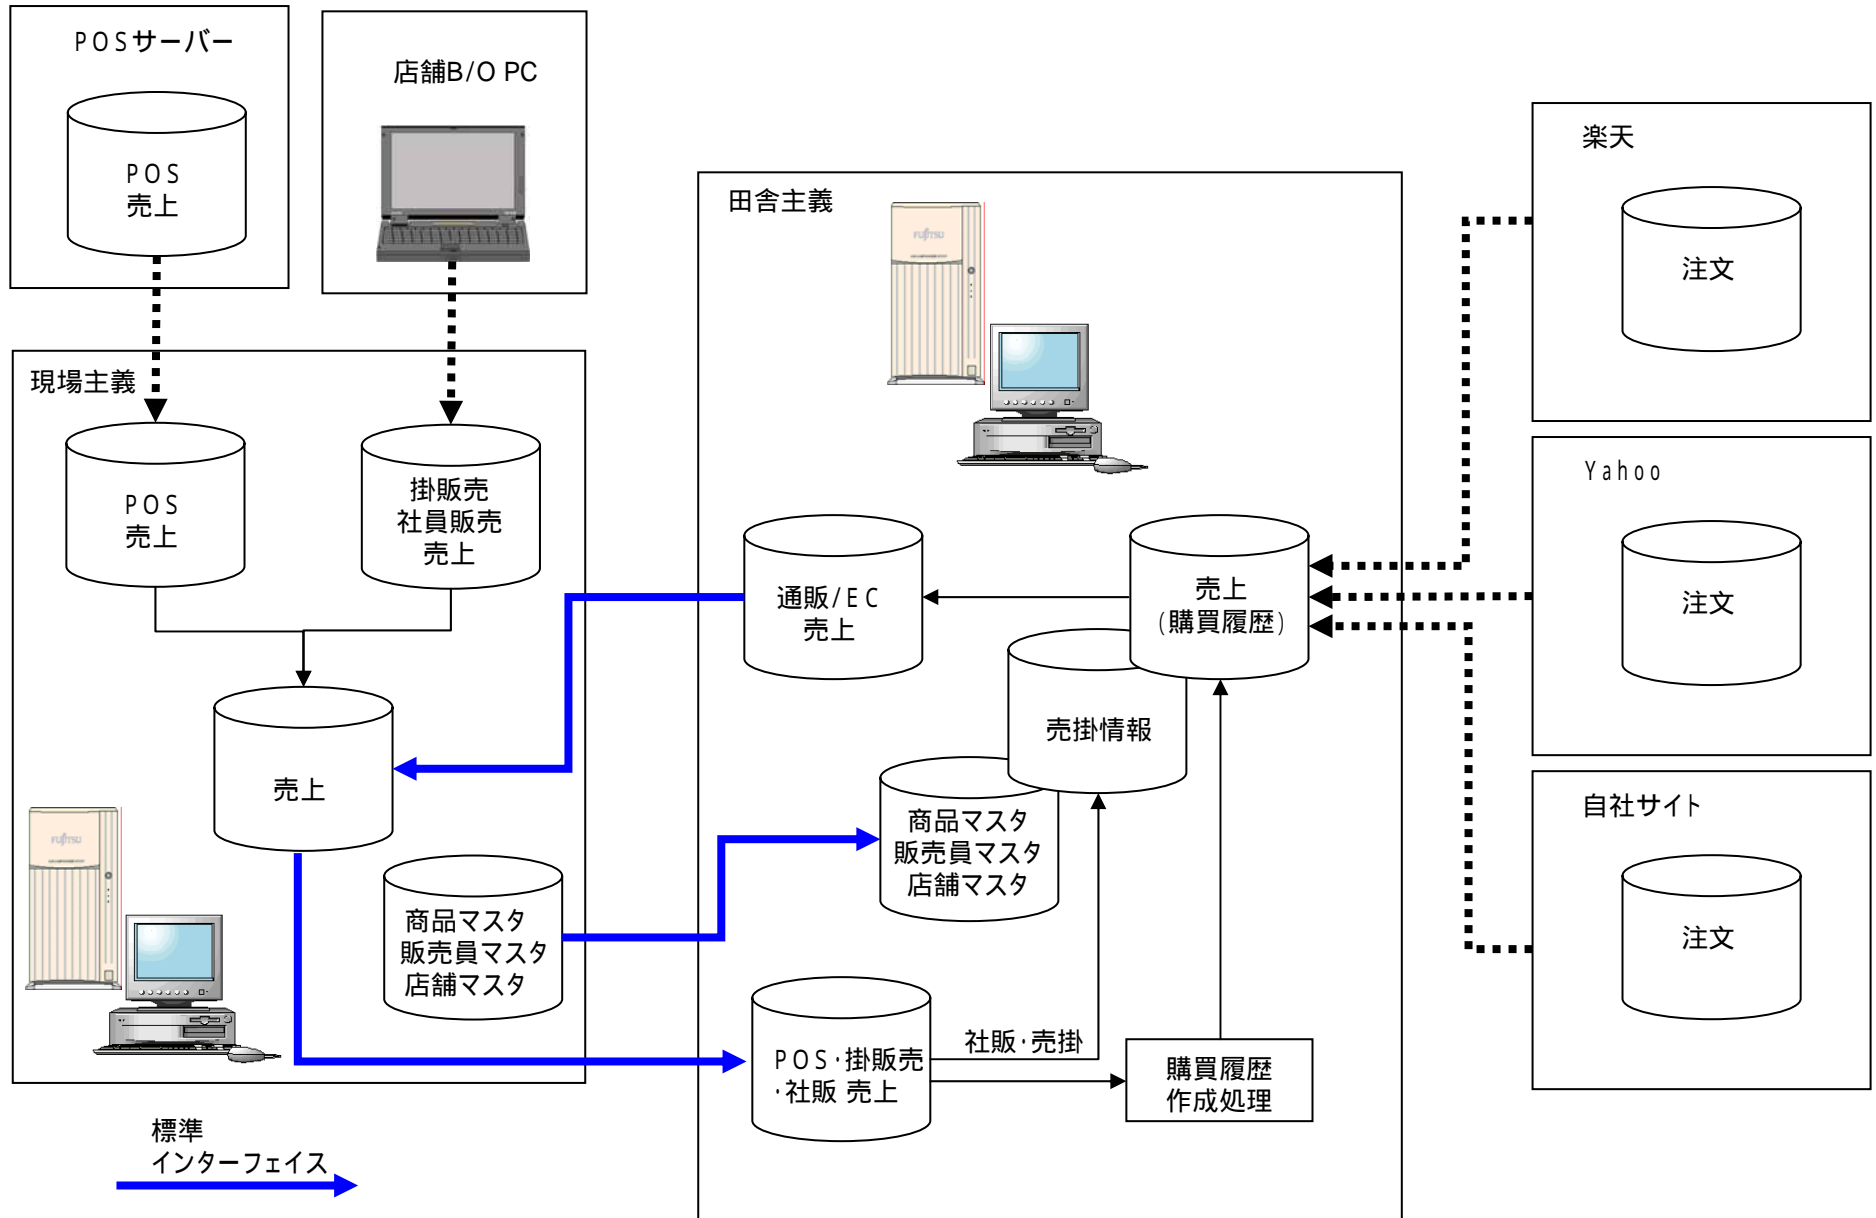 POSサーバー
POS
売上
店舗B/O PC
現場主義
POS
売上
掛販売
社員販売
売上
売上
FUJITSU
商品マスタ
販売員マスタ
店舗マスタ
標準
インターフェイス
田舎主義
FUJITSU
通販/EC
売上
売上
(購買履歴)
売掛情報
商品マスタ
販売員マスタ
店舗マスタ
POS・掛販売
・社販 売上
社販・売掛
購買履歴
作成処理
楽天
注文
Yahoo
注文
自社サイト
注文